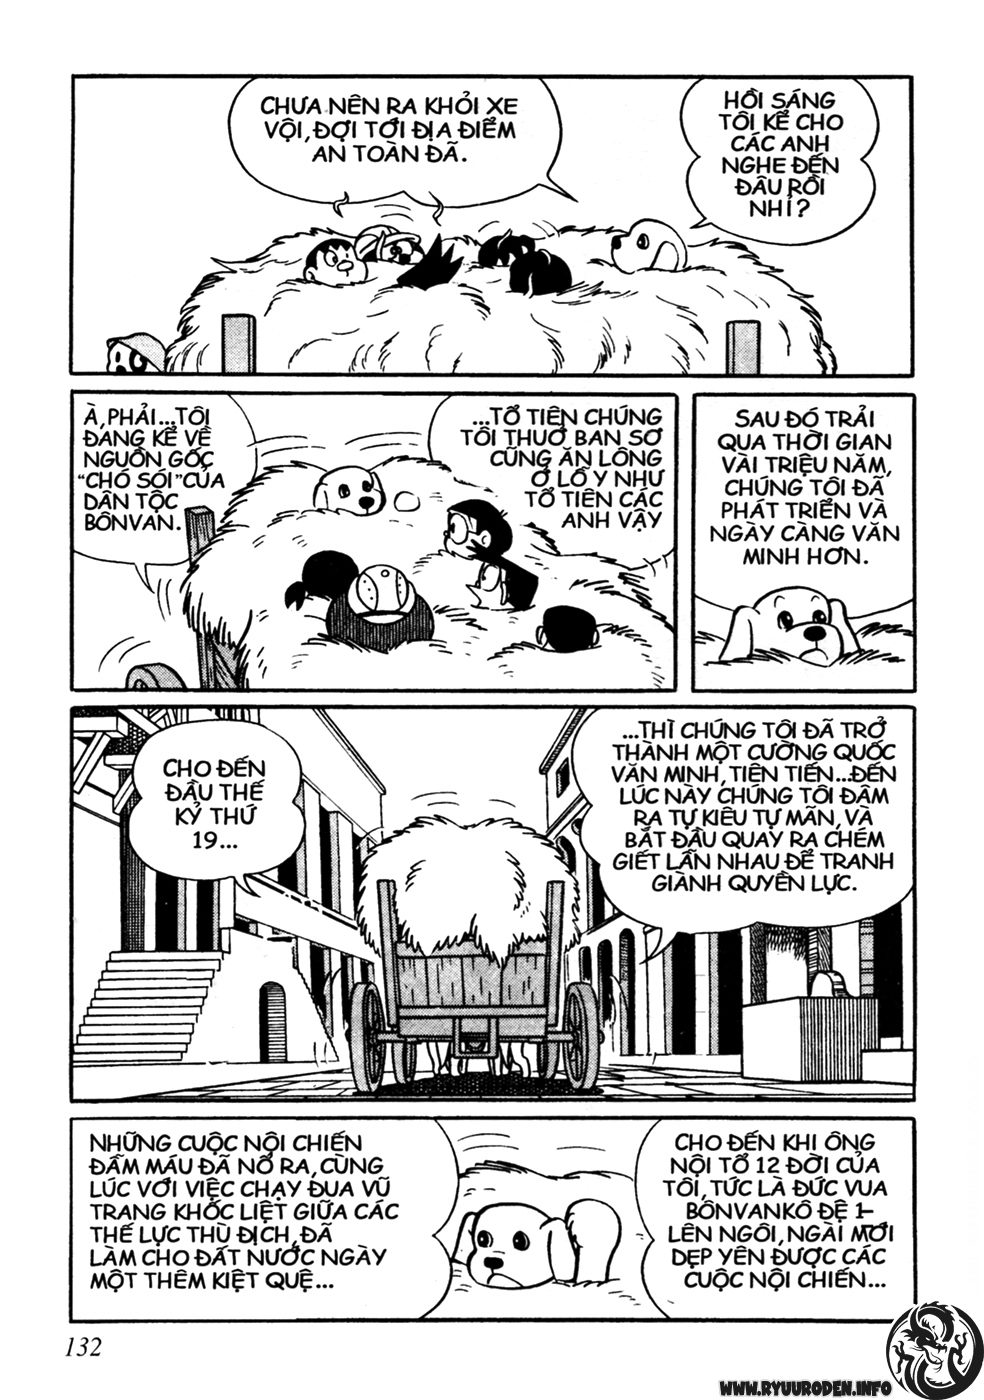 CHƯA NÊN RA KHỎI XE
VỘI, ĐỢI TỚI ĐỊA ĐIỂM
AN TOÀN ĐÃ.
HỒI SÁNG
TÔI KỂ CHO
CÁC ANH
NGHE ĐẾN
ĐÂU RỒI
NHỈ?
À, PHẢI...TÔI
ĐANG KỂ VỀ
NGUỒN GỐC
"CHÓ SÓI" CỦA
DÂN TỘC
BÔNVAN.
...TỔ TIÊN CHÚNG
TÔI THUỞ BAN SƠ
CŨNG ĂN LÔNG
Ở LỖ Y NHƯ
TỔ TIÊN CÁC
ANH VẬY
SAU ĐÓ TRẢI
QUA THỜI GIAN
VÀI TRIỆU NĂM,
CHÚNG TÔI ĐÃ
PHÁT TRIỂN VÀ
NGÀY CÀNG VĂN
MINH HƠN.
CHO ĐẾN
ĐẦU THẾ
KỶ THỨ
19...
...THÌ CHÚNG TÔI ĐÃ TRỞ
THÀNH MỘT CƯỜNG QUỐC
VĂN MINH, TIÊN TIẾN...ĐẾN
LÚC NÀY CHÚNG TÔI ĐÂM
RA TỰ KIÊU TỰ MÃN, VÀ
BẮT ĐẦU QUAY RA CHÉM
GIẾT LẪN NHAU ĐỂ TRANH
GIÀNH QUYỀN LỰC.
NHỮNG CUỘC NỘI CHIẾN
ĐẪM MÁU ĐÃ NỔ RA, CÙNG
LÚC VỚI VIỆC CHẠY ĐUA VŨ
TRANG KHỐC LIỆT GIỮA CÁC
THẾ LỰC THÙ ĐỊCH, ĐÃ
LÀM CHO ĐẤT NƯỚC NGÀY
MỘT THÊM KIỆT QUỆ...
CHO ĐẾN KHI ÔNG
NỘI TỔ 12 ĐỜI CỦA
TÔI, TỨC LÀ ĐỨC VUA
BÔNVANKÔ ĐỆ 1
LÊN NGÔI, NGÀI MỚI
DẸP YÊN ĐƯỢC CÁC
CUỘC NỘI CHIẾN...
132
WWW.RYUURODEN.INFO